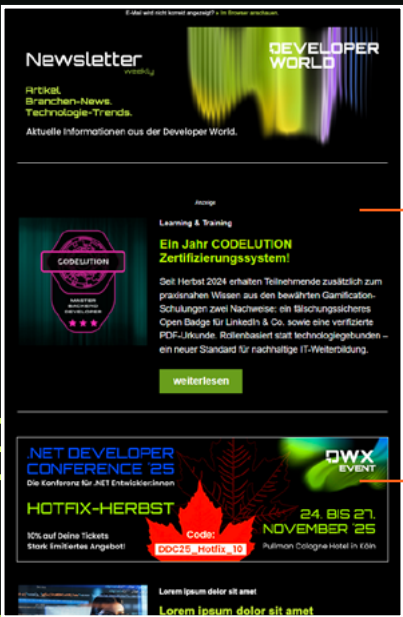 E-Mail wird nicht korrekt angezeigt? » Im Browser anschauen.
Newsletter
weekly
DEVELOPER
WORLD
Artikel.
Branchen-News.
Technologie-Trends.
Aktuelle Informationen aus der Developer World.
Anzeige
Learning & Training
Ein Jahr CODELUTION
Zertifizierungssystem!
CODELUTION
MASTER
BACKEND
DEVELOPER
Seit Herbst 2024 erhalten Teilnehmende zusätzlich zum
praxisnahen Wissen aus den bewährten Gamification-
Schulungen zwei Nachweise: ein fälschungssicheres
Open Badge für LinkedIn & Co. sowie eine verifizierte
PDF-Urkunde. Rollenbasiert statt technologiegebunden –
ein neuer Standard für nachhaltige IT-Weiterbildung.
weiterlesen
.NET DEVELOPER
CONFERENCE '25
Die Konferenz für .NET Entwickler:innen
DWX
EVENT
HOTFIX-HERBST
24. BIS 27.
NOVEMBER '25
10% auf Deine Tickets
Stark limitiertes Angebot!
Code:
DDC25_Hotfix_10
Pullman Cologne Hotel in Köln
Lorem ipsum dolor sit amet
Lorem ipsum dolor sit amet